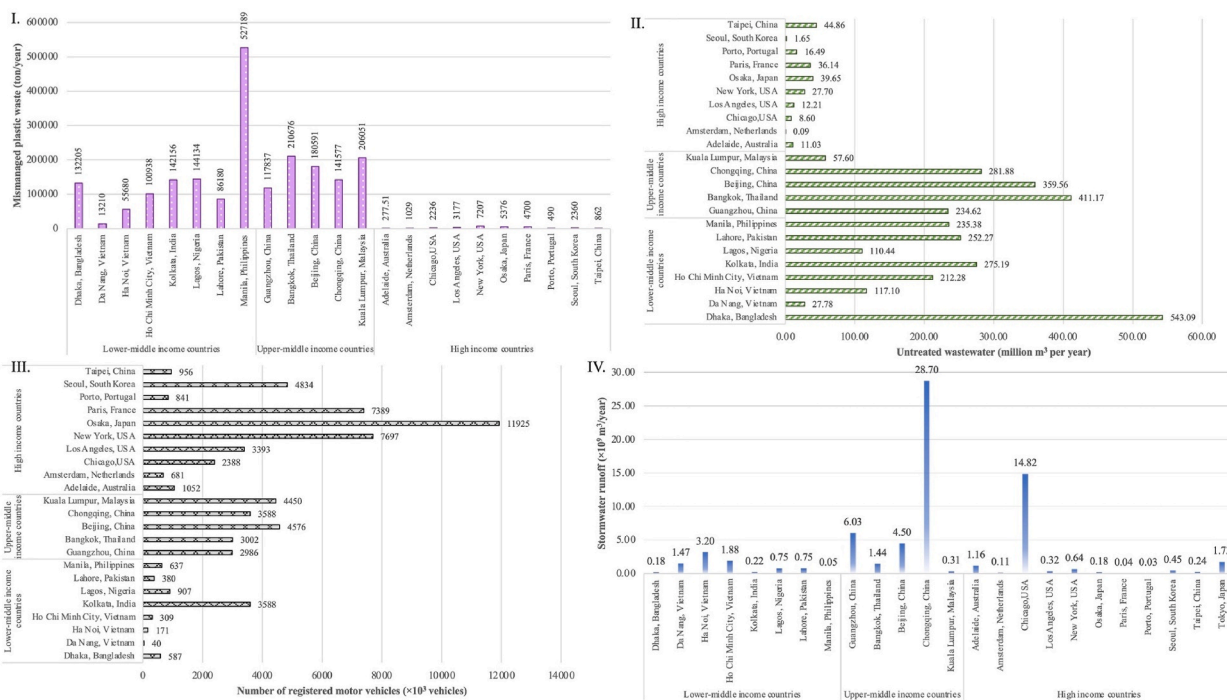 I.
Mismanaged plastic waste (ton/year)
600000
500000
400000
300000
200000
100000
0
132205
13210
55680
100938
142156
144134
86180
527189
117837
210676
180591
141577
206051
277.51
1029
2236
3177
7207
5376
4700
490
2360
862
Dhaka, Bangladesh
Da Nang, Vietnam
Ha Noi, Vietnam
Ho Chi Minh City, Vietnam
Kolkata, India
Lagos, Nigeria
Lahore, Pakistan
Manila, Philippines
Guangzhou, China
Bangkok, Thailand
Beijing, China
Chongqing, China
Kuala Lumpur, Malaysia
Adelaide, Australia
Amsterdam, Netherlands
Chicago,USA
Los Angeles, USA
New York, USA
Osaka, Japan
Paris, France
Porto, Portugal
Seoul, South Korea
Taipei, China
Lower-middle income countries
Upper-middle income countries
High income countries
II.
High income countries
Upper-middle income countries
Lower-middle income countries
Taipei, China 44.86
Seoul, South Korea 1.65
Porto, Portugal 16.49
Paris, France 36.14
Osaka, Japan 39.65
New York, USA 27.70
Los Angeles, USA 12.21
Chicago,USA 8.60
Amsterdam, Netherlands 0.09
Adelaide, Australia 11.03
Kuala Lumpur, Malaysia 57.60
Chongqing, China 281.88
Beijing, China 359.56
Bangkok, Thailand 411.17
Guangzhou, China 234.62
Manila, Philippines 235.38
Lahore, Pakistan 252.27
Lagos, Nigeria 110.44
Kolkata, India 275.19
Ho Chi Minh City, Vietnam 212.28
Ha Noi, Vietnam 117.10
Da Nang, Vietnam 27.78
Dhaka, Bangladesh 543.09
0.00 100.00 200.00 300.00 400.00 500.00 600.00
Untreated wastewater (million m³ per year)
III.
High income countries
Upper-middle income countries
Lower-middle income countries
Taipei, China 956
Seoul, South Korea 4834
Porto, Portugal 841
Paris, France 7389
Osaka, Japan 11925
New York, USA 7697
Los Angeles, USA 3393
Chicago,USA 2388
Amsterdam, Netherlands 681
Adelaide, Australia 1052
Kuala Lumpur, Malaysia 4450
Chongqing, China 3588
Beijing, China 4576
Bangkok, Thailand 3002
Guangzhou, China 2986
Manila, Philippines 637
Lahore, Pakistan 380
Lagos, Nigeria 907
Kolkata, India 3588
Ho Chi Minh City, Vietnam 309
Ha Noi, Vietnam 171
Da Nang, Vietnam 40
Dhaka, Bangladesh 587
0 2000 4000 6000 8000 10000 12000 14000
Number of registered motor vehicles (×10³ vehicles)
IV.
Stormwater runoff (×10⁹ m³/year)
30.00
25.00
20.00
15.00
10.00
5.00
0.00
0.18
1.47
3.20
1.88
0.22
0.75
0.75
0.05
6.03
1.44
4.50
28.70
0.31
1.16
0.11
14.82
0.32
0.64
0.18
0.04
0.03
0.45
0.24
Dhaka, Bangladesh
Da Nang, Vietnam
Ha Noi, Vietnam
Ho Chi Minh City, Vietnam
Kolkata, India
Lagos, Nigeria
Lahore, Pakistan
Manila, Philippines
Guangzhou, China
Bangkok, Thailand
Beijing, China
Chongqing, China
Kuala Lumpur, Malaysia
Adelaide, Australia
Amsterdam, Netherlands
Chicago,USA
Los Angeles, USA
New York, USA
Osaka, Japan
Paris, France
Porto, Portugal
Seoul, South Korea
Taipei, China
Tokyo, Japan
Lower-middle income countries
Upper-middle income countries
High income countries